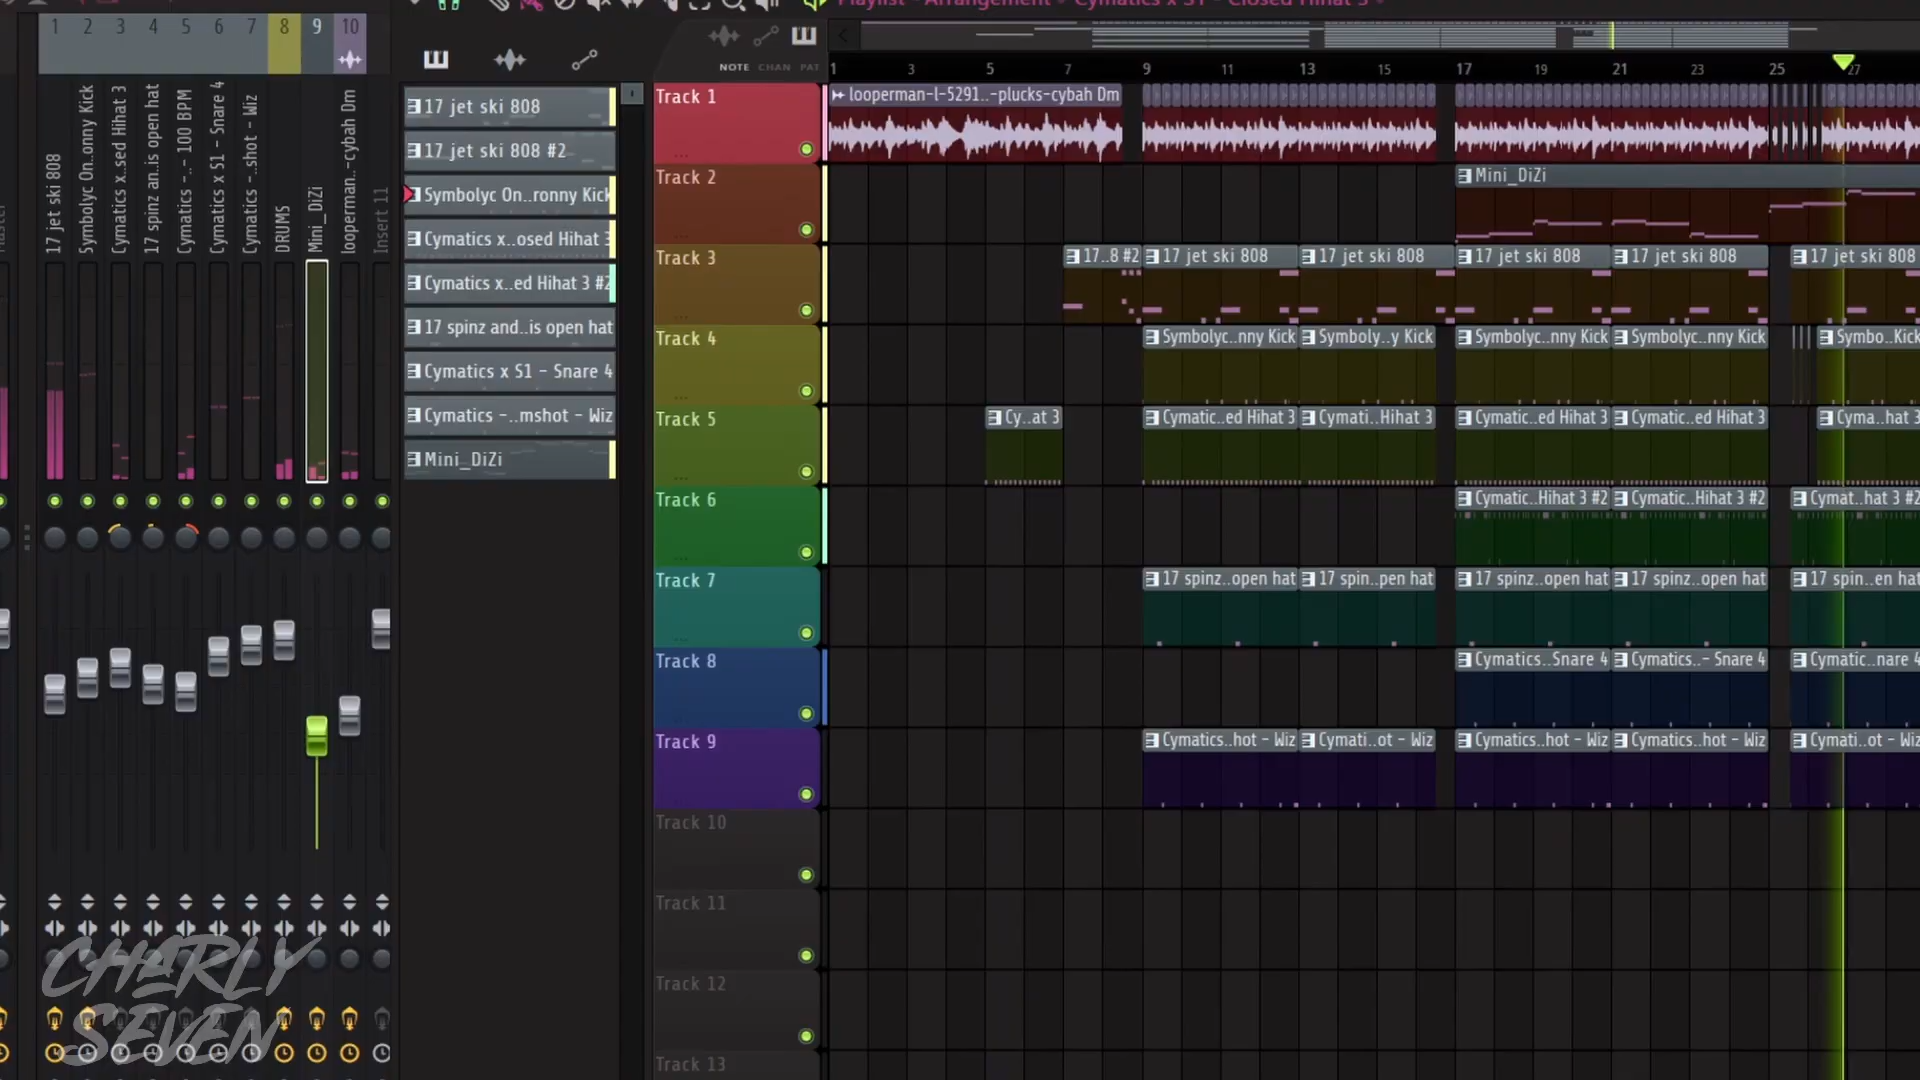 Playlist - Arrangement Cymatics x S1 - Closed Hihat 3
1 2 3 4 5 6 7 8 9 10
17 jet ski 808
Symbolyc On..onny Kick
Cymatics x..sed Hihat 3
17 spinz an..is open hat
Cymatics -..- 100 BPM
Cymatics x S1 - Snare 4
Cymatics -..shot - Wiz
DRUMS
Mini_DiZi
looperman..-cybah Dm
Insert 11
17 jet ski 808
17 jet ski 808 #2
Symbolyc On..ronny Kick
Cymatics x..osed Hihat 3
Cymatics x..ed Hihat 3 #2
17 spinz and..is open hat
Cymatics x S1 - Snare 4
Cymatics -..mshot - Wiz
Mini_DiZi
NOTE CHAN PAT
1 3 5 7 9 11 13 15 17 19 21 23 25 27
Track 1 looperman-l-5291..-plucks-cybah Dm
Track 2 Mini_DiZi
Track 3 17..8 #2 17 jet ski 808 17 jet ski 808 17 jet ski 808 17 jet ski 808 17 jet ski 808
Track 4 Symbolyc..nny Kick Symboly..y Kick Symbolyc..nny Kick Symbolyc..nny Kick Symbo..Kick
Track 5 Cy..at 3 Cymatic..ed Hihat 3 Cymati..Hihat 3 Cymatic..ed Hihat 3 Cymatic..ed Hihat 3 Cyma..hat 3
Track 6 Cymatic..Hihat 3 #2 Cymatic..Hihat 3 #2 Cymat..hat 3 #2
Track 7 17 spinz..open hat 17 spin..pen hat 17 spinz..open hat 17 spinz..open hat 17 spin..en hat
Track 8 Cymatics..Snare 4 Cymatics..- Snare 4 Cymatic..nare 4
Track 9 Cymatics..hot - Wiz Cymati..ot - Wiz Cymatics..hot - Wiz Cymatics..hot - Wiz Cymati..ot - Wiz
Track 10
Track 11
Track 12
Track 13
CHARLY
SEVEN